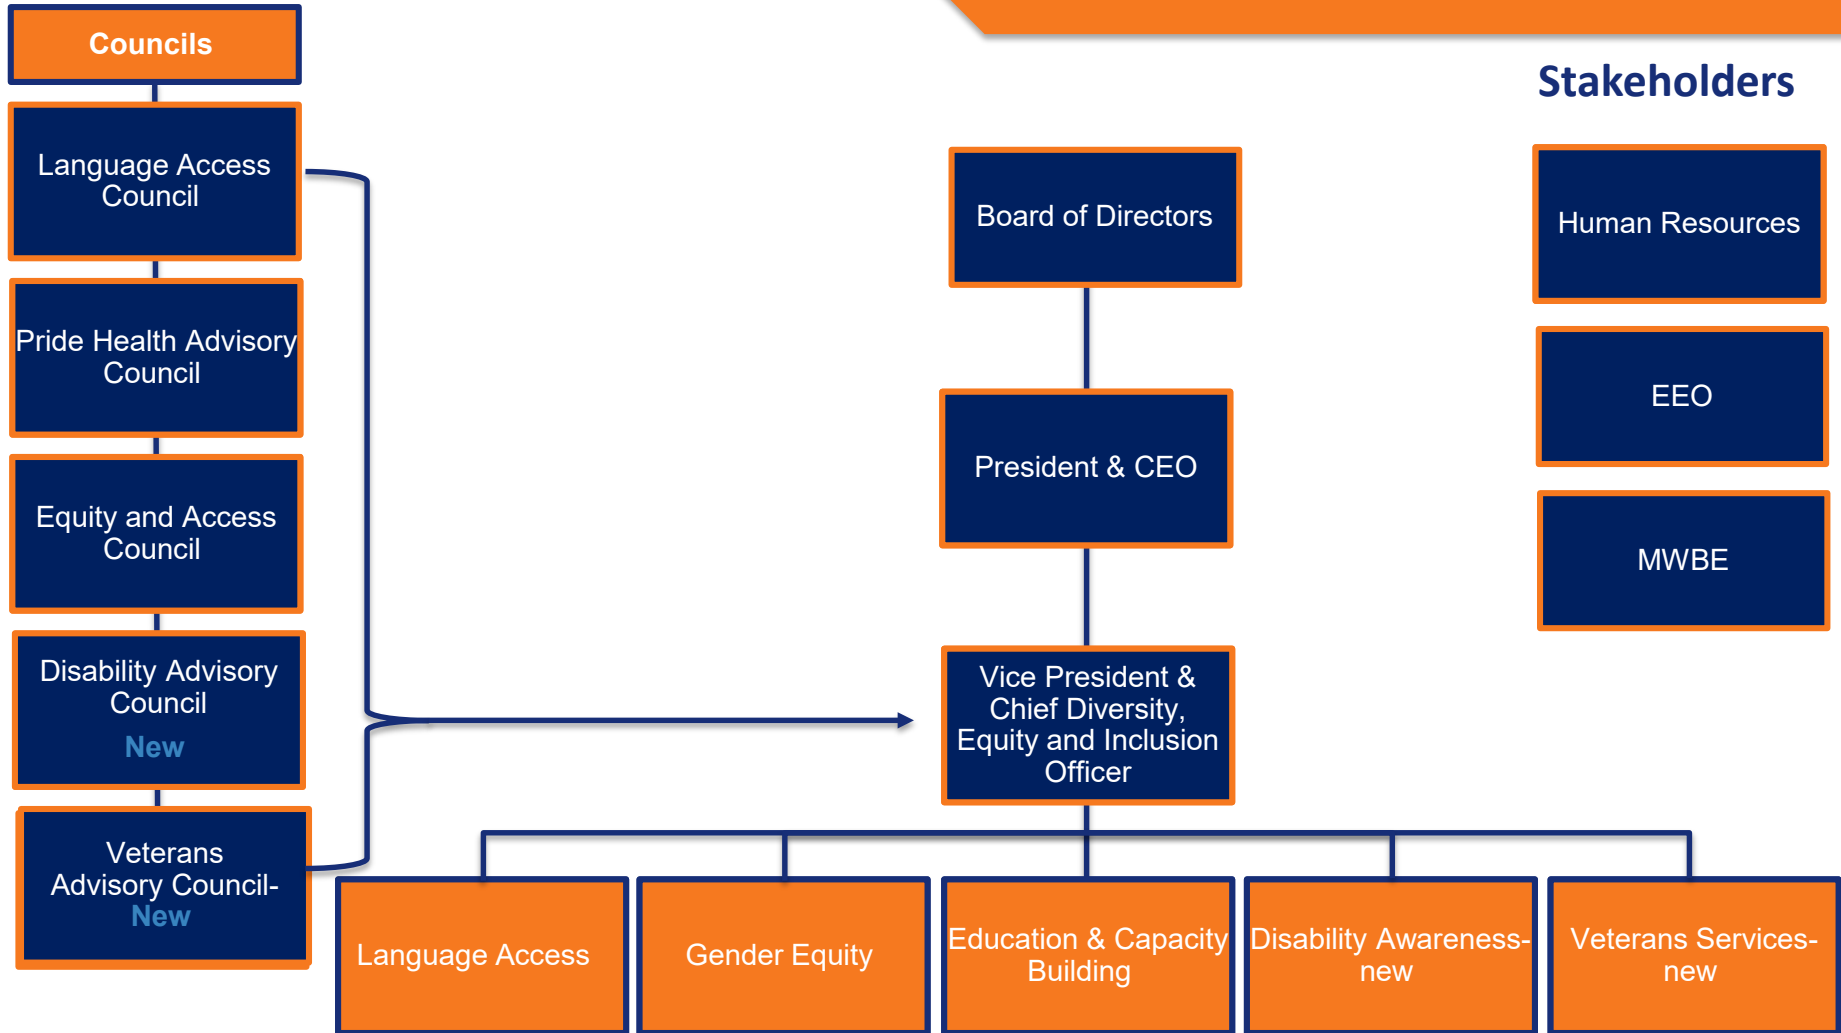 Councils
Language Access
Council
Pride Health Advisory
Council
Equity and Access
Council
Disability Advisory
Council
New
Veterans
Advisory Council-
New
Board of Directors
President & CEO
Vice President &
Chief Diversity,
Equity and Inclusion
Officer
Language Access
Gender Equity
Education & Capacity
Building
Disability Awareness-
new
Veterans Services-
new
Stakeholders
Human Resources
EEO
MWBE